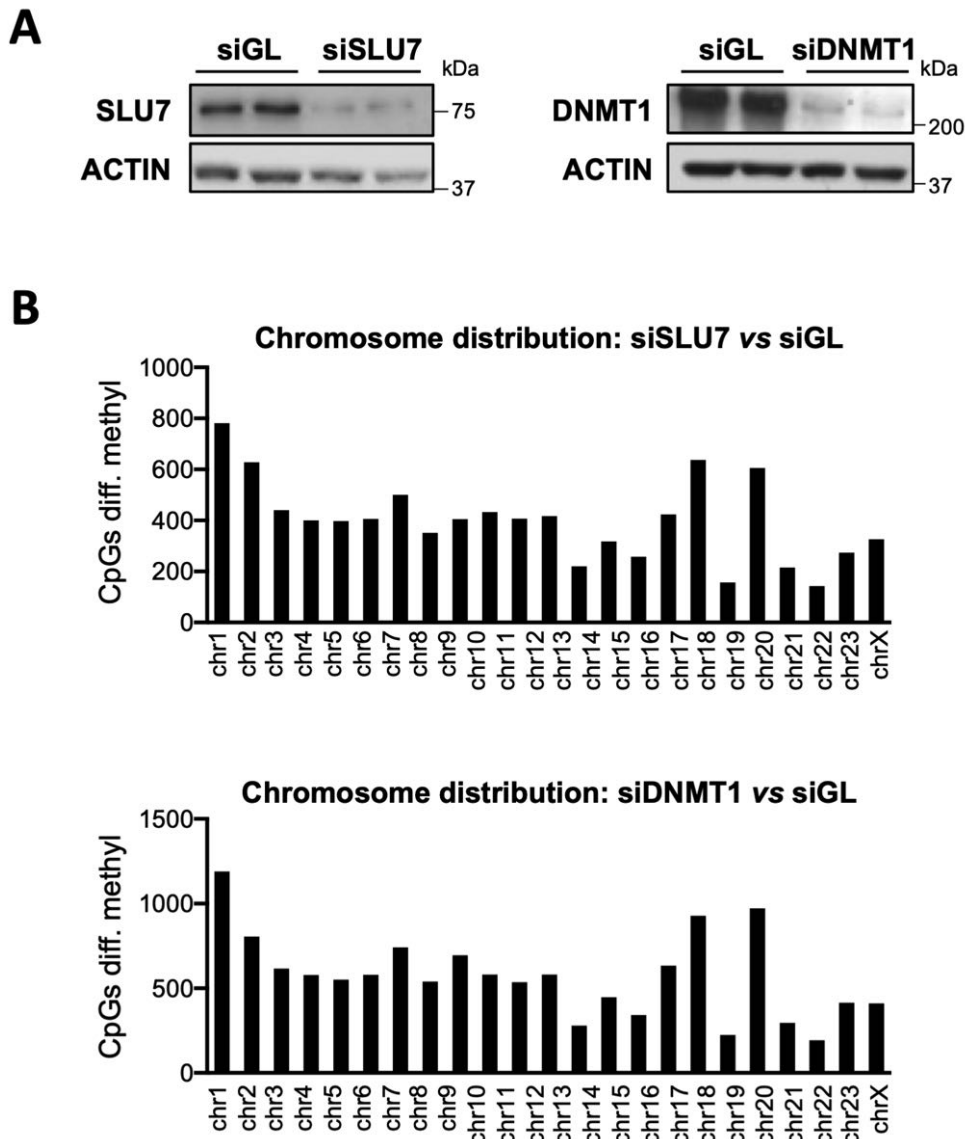 A
siGL siSLU7
kDa
SLU7
75
ACTIN
37
siGL siDNMT1
kDa
DNMT1
200
ACTIN
37
B
Chromosome distribution: siSLU7 vs siGL
CpGs diff. methyl
1000
800
600
400
200
0
chr1 chr2 chr3 chr4 chr5 chr6 chr7 chr8 chr9 chr10 chr11 chr12 chr13 chr14 chr15 chr16 chr17 chr18 chr19 chr20 chr21 chr22 chr23 chrX
Chromosome distribution: siDNMT1 vs siGL
CpGs diff. methyl
1500
1000
500
0
chr1 chr2 chr3 chr4 chr5 chr6 chr7 chr8 chr9 chr10 chr11 chr12 chr13 chr14 chr15 chr16 chr17 chr18 chr19 chr20 chr21 chr22 chr23 chrX